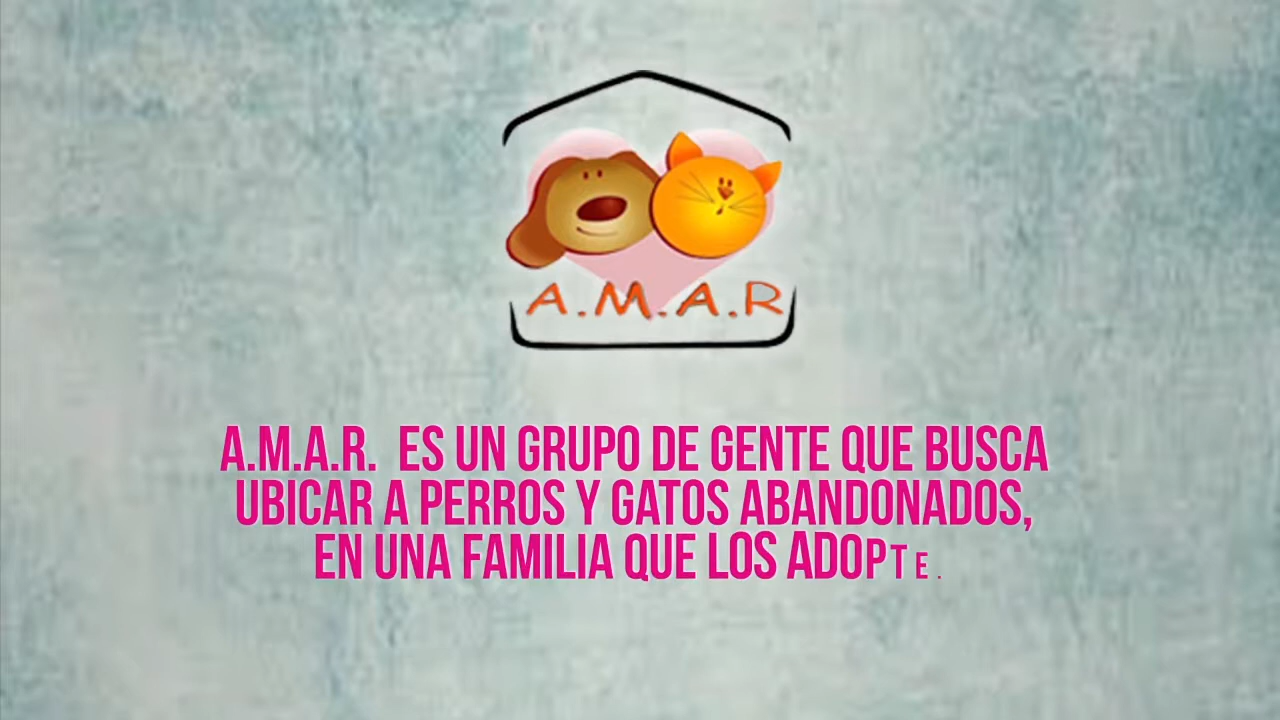 A.M.A.R
A.M.A.R. ES UN GRUPO DE GENTE QUE BUSCA
UBICAR A PERROS Y GATOS ABANDONADOS,
EN UNA FAMILIA QUE LOS ADOPTE.